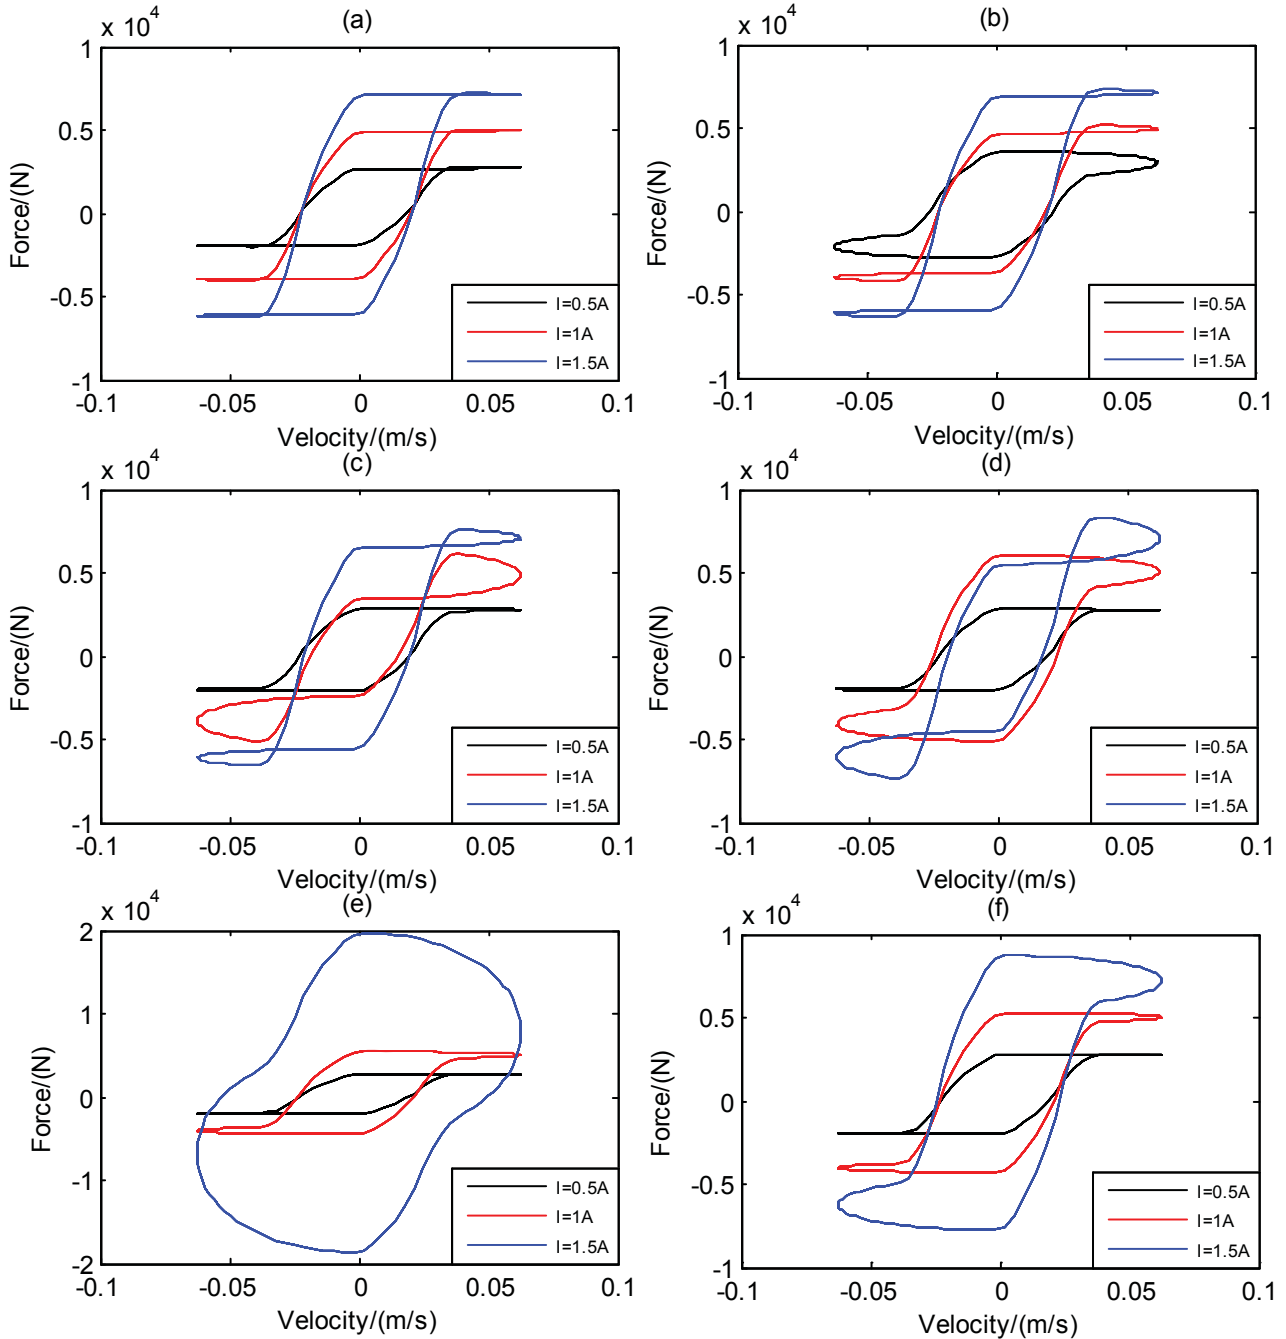 x 10^4
(a)
1
0.5
0
-0.5
-1
-0.1
-0.05
0
0.05
0.1
Force/(N)
Velocity/(m/s)
I=0.5A
I=1A
I=1.5A
x 10^4
(b)
1
0.5
0
-0.5
-1
-0.1
-0.05
0
0.05
0.1
Force/(N)
Velocity/(m/s)
I=0.5A
I=1A
I=1.5A
x 10^4
(c)
1
0.5
0
-0.5
-1
-0.1
-0.05
0
0.05
0.1
Force/(N)
Velocity/(m/s)
I=0.5A
I=1A
I=1.5A
x 10^4
(d)
1
0.5
0
-0.5
-1
-0.1
-0.05
0
0.05
0.1
Force/(N)
Velocity/(m/s)
I=0.5A
I=1A
I=1.5A
x 10^4
(e)
2
1
0
-1
-2
-0.1
-0.05
0
0.05
0.1
Force/(N)
Velocity/(m/s)
I=0.5A
I=1A
I=1.5A
x 10^4
(f)
1
0.5
0
-0.5
-1
-0.1
-0.05
0
0.05
0.1
Force/(N)
Velocity/(m/s)
I=0.5A
I=1A
I=1.5A